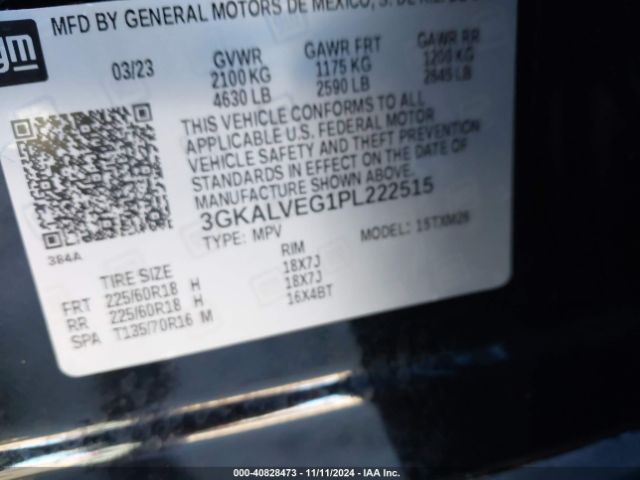 gm
MFD BY GENERAL MOTORS DE MEXICO, S. DE
03/23
GVWR
2100 KG
4630 LB
GAWR FRT
1175 KG
2590 LB
GAWR RR
1200 KG
2645 LB
THIS VEHICLE CONFORMS TO ALL
APPLICABLE U.S. FEDERAL MOTOR
VEHICLE SAFETY AND THEFT PREVENTION
STANDARDS IN EFFECT ON THE DATE OF
MANUFACTURE SHOWN ABOVE.
3GKALVEG1PL222515
TYPE: MPV
MODEL: 1STXM26
384A
TIRE SIZE
RIM
FRT 225/60R18 H 18X7J
RR 225/60R18 H 18X7J
SPA T135/70R16 M 16X4BT
000-40828473 - 11/11/2024 - IAA Inc.